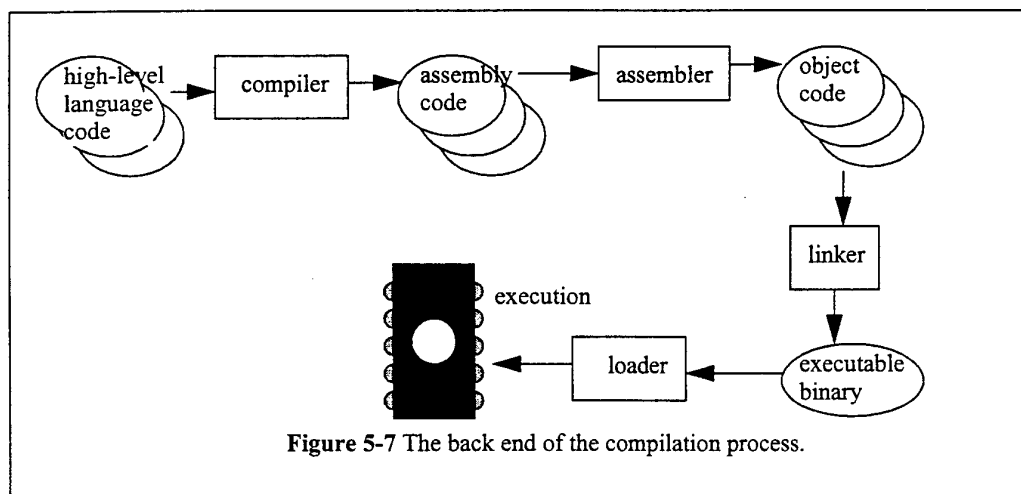 high-level
language
code
compiler
assembly
code
assembler
object
code
linker
executable
binary
loader
execution
Figure 5-7 The back end of the compilation process.